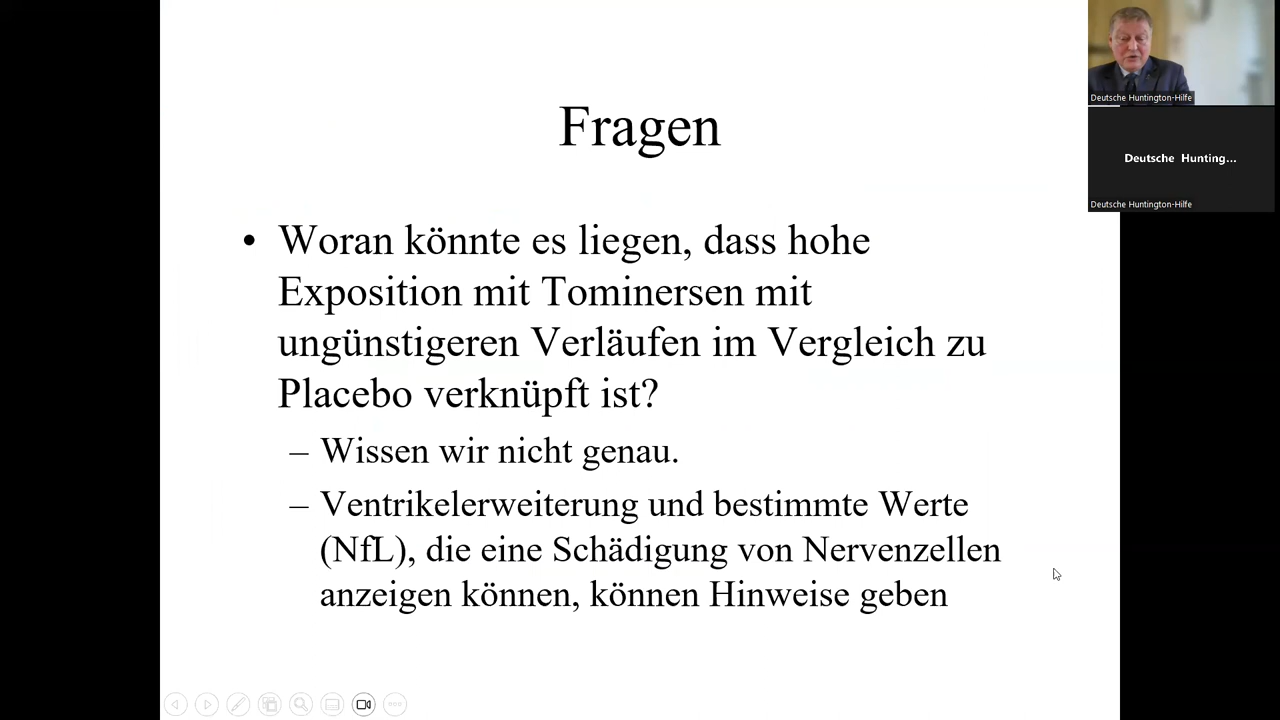 Fragen
• Woran könnte es liegen, dass hohe
Exposition mit Tominersen mit
ungünstigeren Verläufen im Vergleich zu
Placebo verknüpft ist?
– Wissen wir nicht genau.
– Ventrikelerweiterung und bestimmte Werte
(NfL), die eine Schädigung von Nervenzellen
anzeigen können, können Hinweise geben
Deutsche Huntington-Hilfe
Deutsche Hunting...
Deutsche Huntington-Hilfe